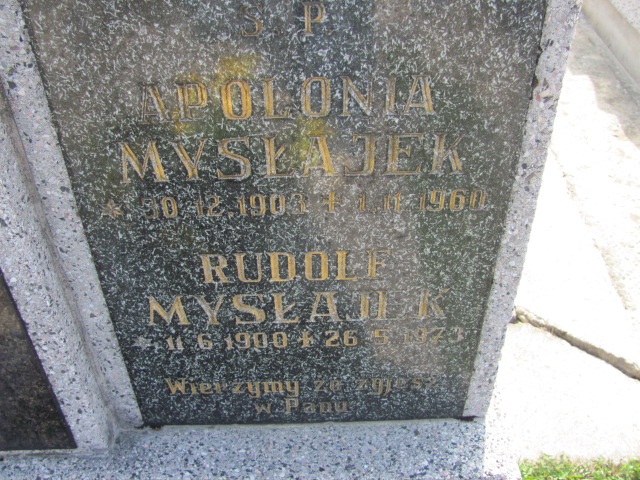 Ś. P.
APOLONIA
MYSŁAJEK
* 30.12.1903 + 1.11.1960
RUDOLF
MYSŁAJEK
* 11.6.1900 + 26.5.1973
Wierzymy że żyjesz
w Panu